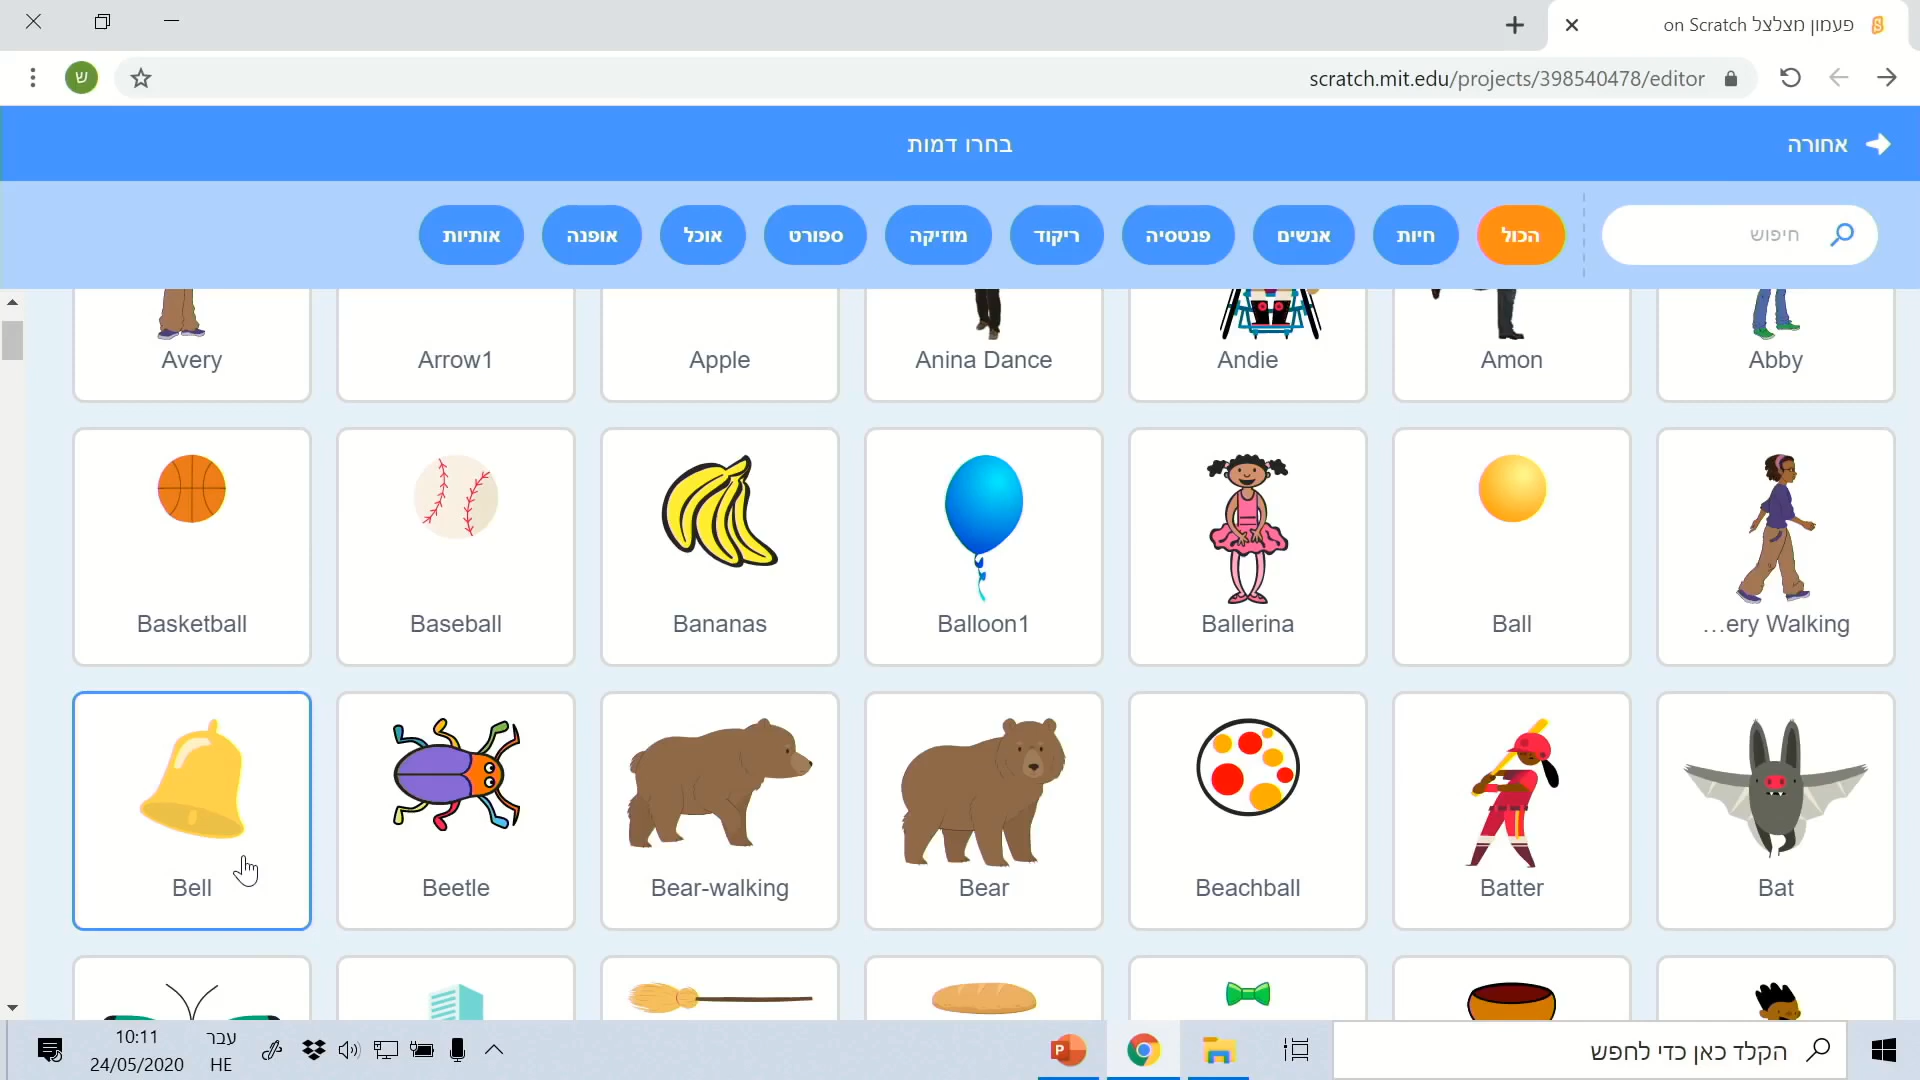 פעמון מצלצל on Scratch
scratch.mit.edu/projects/398540478/editor
ש
אחורה
בחרו דמות
חיפוש
הכול
חיות
אנשים
פנטסיה
ריקוד
מוזיקה
ספורט
אוכל
אופנה
אותיות
Abby
Amon
Andie
Anina Dance
Apple
Arrow1
Avery
...ery Walking
Ball
Ballerina
Balloon1
Bananas
Baseball
Basketball
Bat
Batter
Beachball
Bear
Bear-walking
Beetle
Bell
הקלד כאן כדי לחפש
P
עבר
HE
10:11
24/05/2020